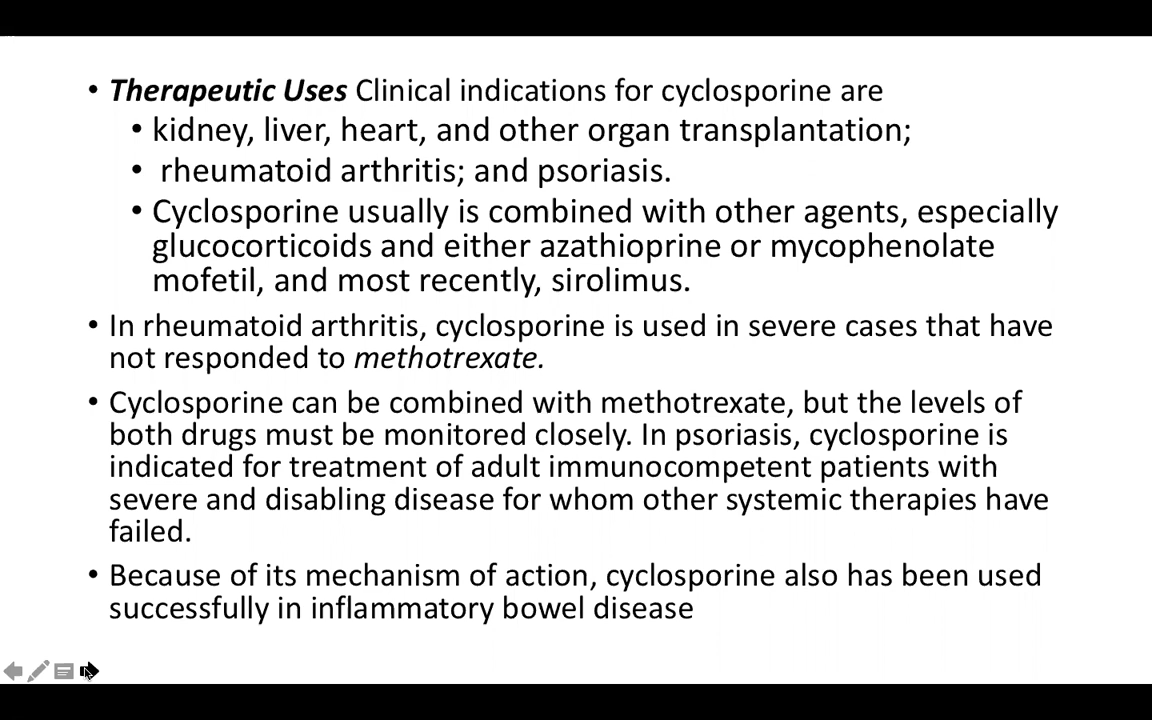 • Therapeutic Uses Clinical indications for cyclosporine are
• kidney, liver, heart, and other organ transplantation;
• rheumatoid arthritis; and psoriasis.
• Cyclosporine usually is combined with other agents, especially
glucocorticoids and either azathioprine or mycophenolate
mofetil, and most recently, sirolimus.
• In rheumatoid arthritis, cyclosporine is used in severe cases that have
not responded to methotrexate.
• Cyclosporine can be combined with methotrexate, but the levels of
both drugs must be monitored closely. In psoriasis, cyclosporine is
indicated for treatment of adult immunocompetent patients with
severe and disabling disease for whom other systemic therapies have
failed.
• Because of its mechanism of action, cyclosporine also has been used
successfully in inflammatory bowel disease